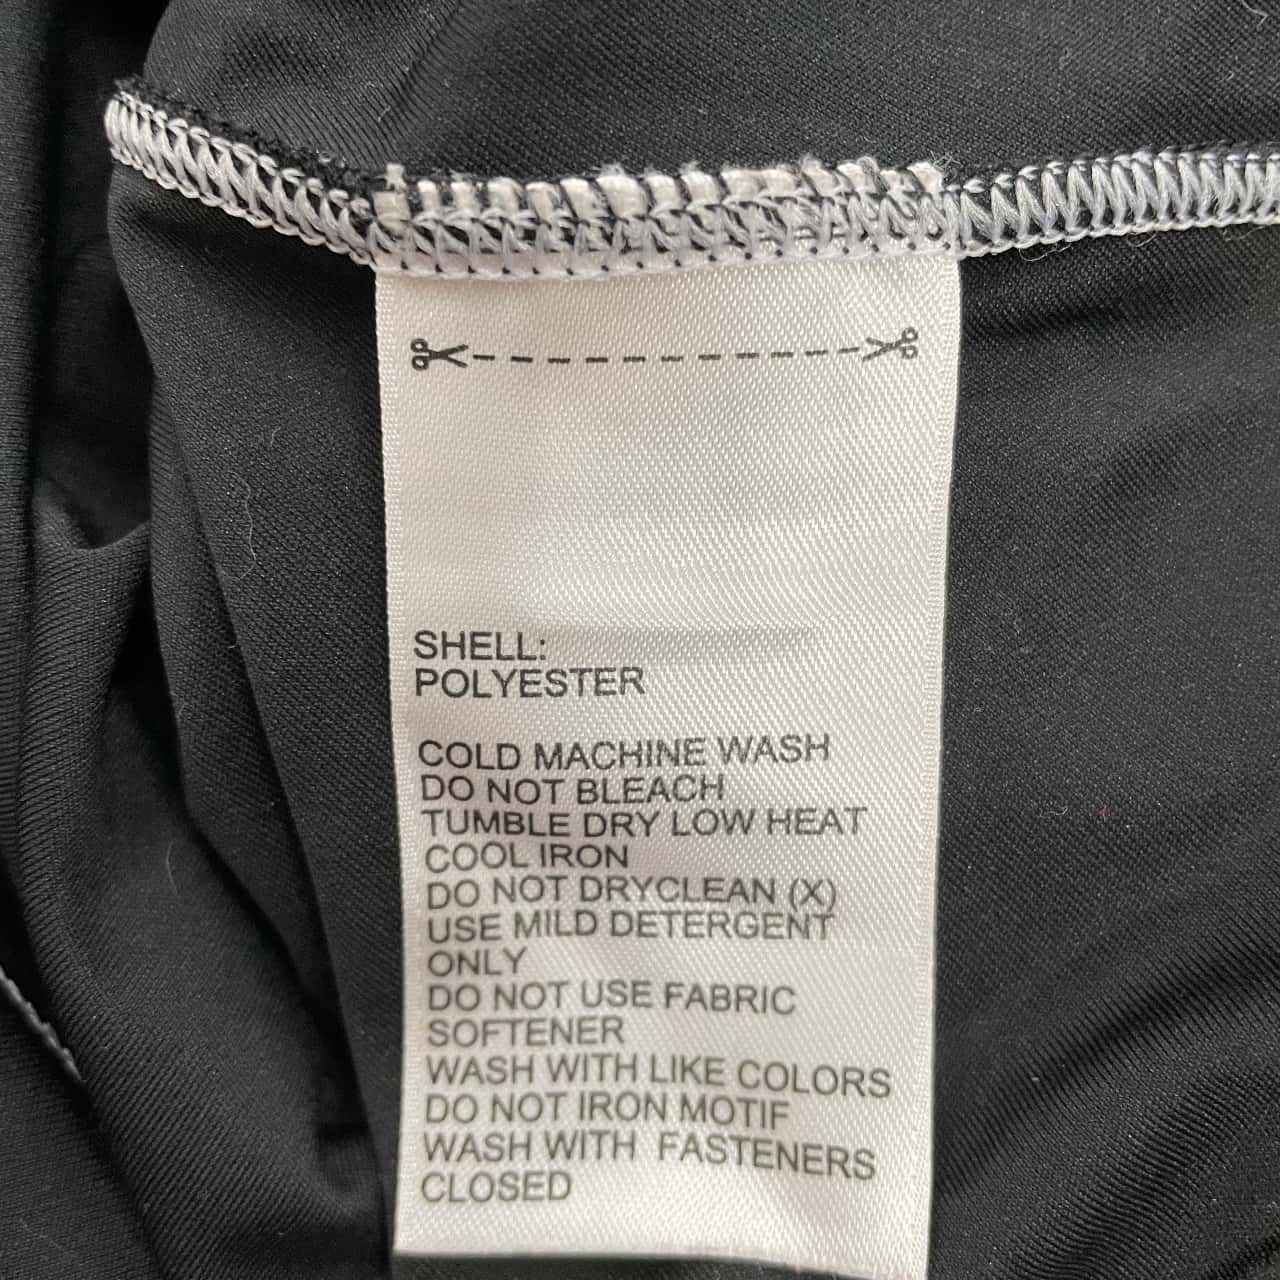 SHELL:
POLYESTER
COLD MACHINE WASH
DO NOT BLEACH
TUMBLE DRY LOW HEAT
COOL IRON
DO NOT DRYCLEAN (X)
USE MILD DETERGENT
ONLY
DO NOT USE FABRIC
SOFTENER
WASH WITH LIKE COLORS
DO NOT IRON MOTIF
WASH WITH FASTENERS
CLOSED